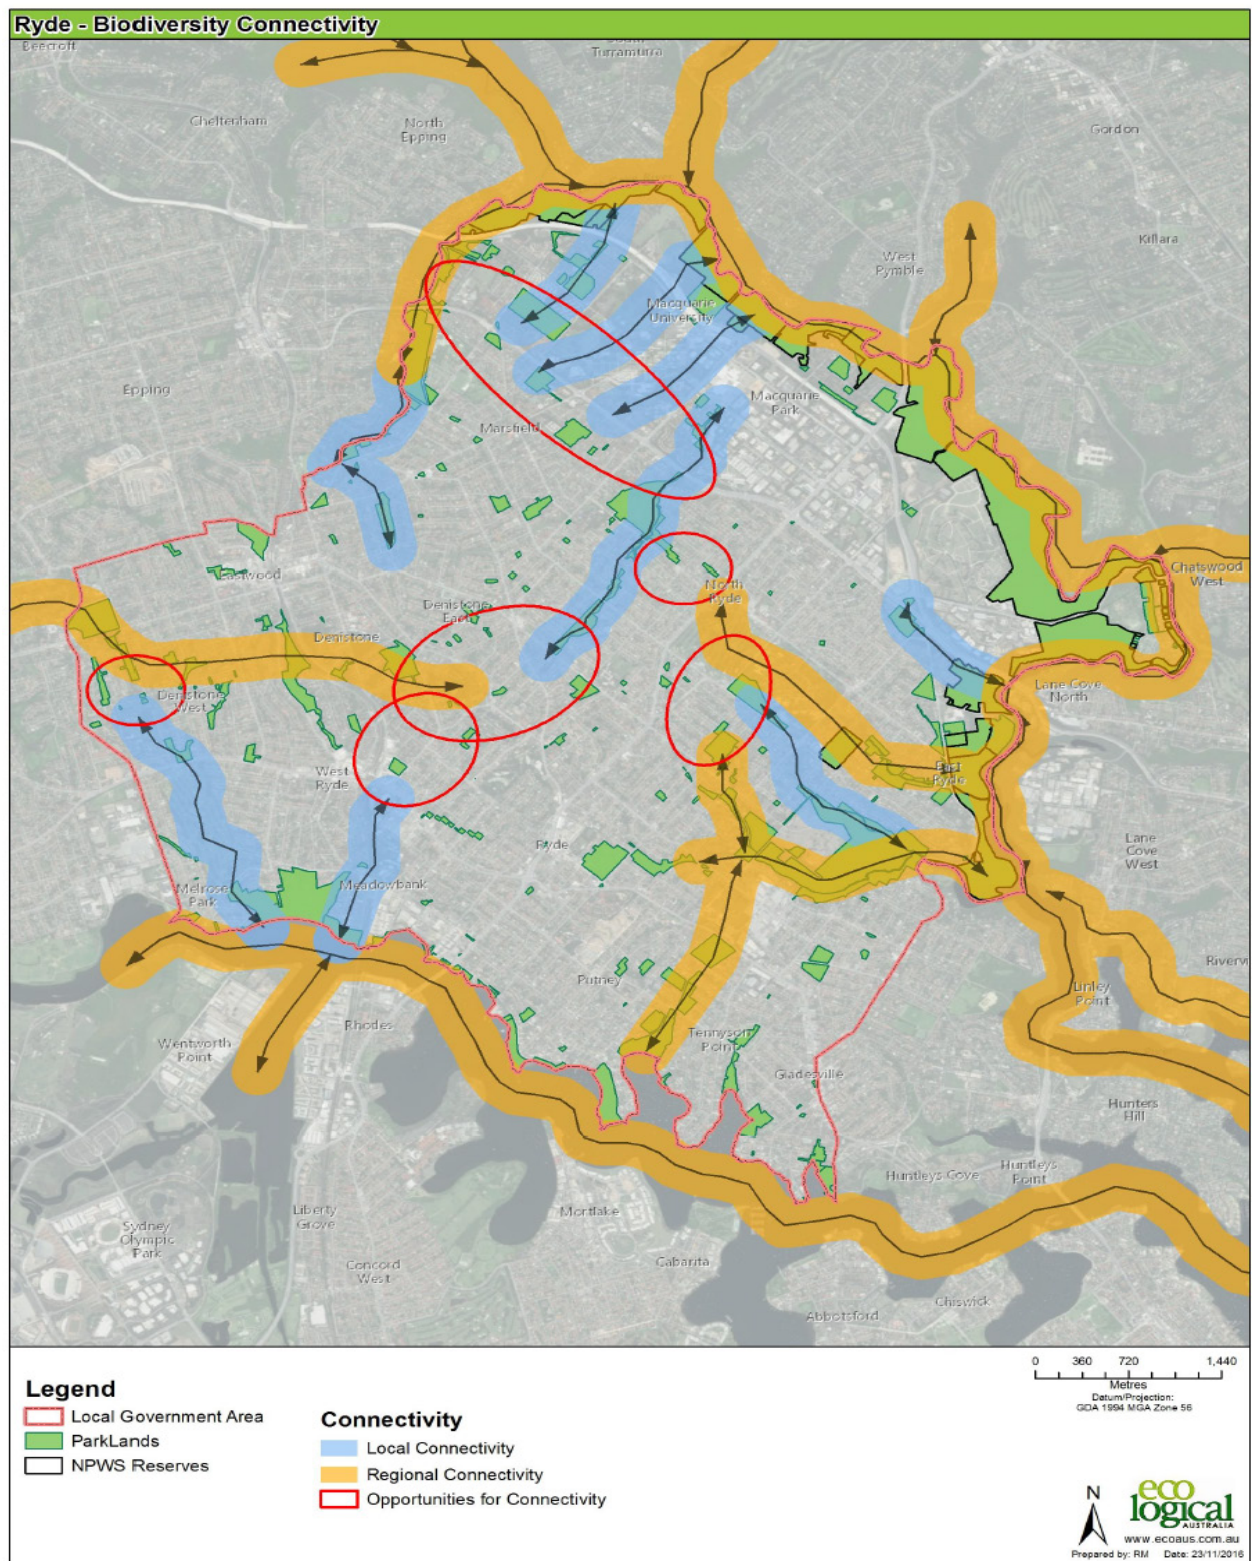 Ryde - Biodiversity Connectivity
Beecroft
Turramurra
Cheltenham
North
Epping
Gordon
Killara
West
Pymble
Macquarie
University
Epping
Macquarie
Park
Marsfield
Eastwood
Chatswood
West
North
Ryde
Denistone
East
Denistone
Denistone
West
Lane Cove
North
West
Ryde
East
Ryde
Ryde
Lane
Cove
West
Melrose
Park
Meadowbank
Putney
Linley
Point
Rhodes
Tennyson
Point
Wentworth
Point
Gladesville
Hunters
Hill
Huntleys Cove
Huntleys
Point
Liberty
Grove
Mortlake
Sydney
Olympic
Park
Concord
West
Cabarita
Abbotsford
Chiswick
Legend
Local Government Area
ParkLands
NPWS Reserves
Connectivity
Local Connectivity
Regional Connectivity
Opportunities for Connectivity
0 360 720 1,440
Metres
Datum/Projection:
GDA 1994 MGA Zone 56
N
eco
logical
AUSTRALIA
www.ecoaus.com.au
Prepared by: RM Date: 23/11/2016